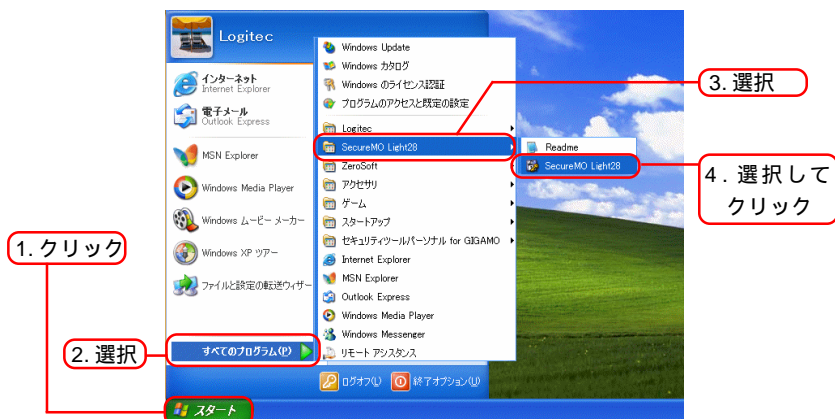 Logitec
インターネット
Internet Explorer
電子メール
Outlook Express
MSN Explorer
Windows Media Player
Windows ムービー メーカー
Windows XP ツアー
ファイルと設定の転送ウィザー
すべてのプログラム(P)
Windows Update
Windows カタログ
Windows のライセンス認証
プログラムのアクセスと既定の設定
Logitec
SecureMO Light28
ZeroSoft
アクセサリ
ゲーム
スタートアップ
セキュリティツールパーソナル for GIGAMO
Internet Explorer
MSN Explorer
Outlook Express
Windows Media Player
Windows Messenger
リモート アシスタンス
Readme
SecureMO Light28
ログオフ(L)
終了オプション(U)
スタート
1. クリック
2. 選択
3. 選択
4. 選択して
クリック